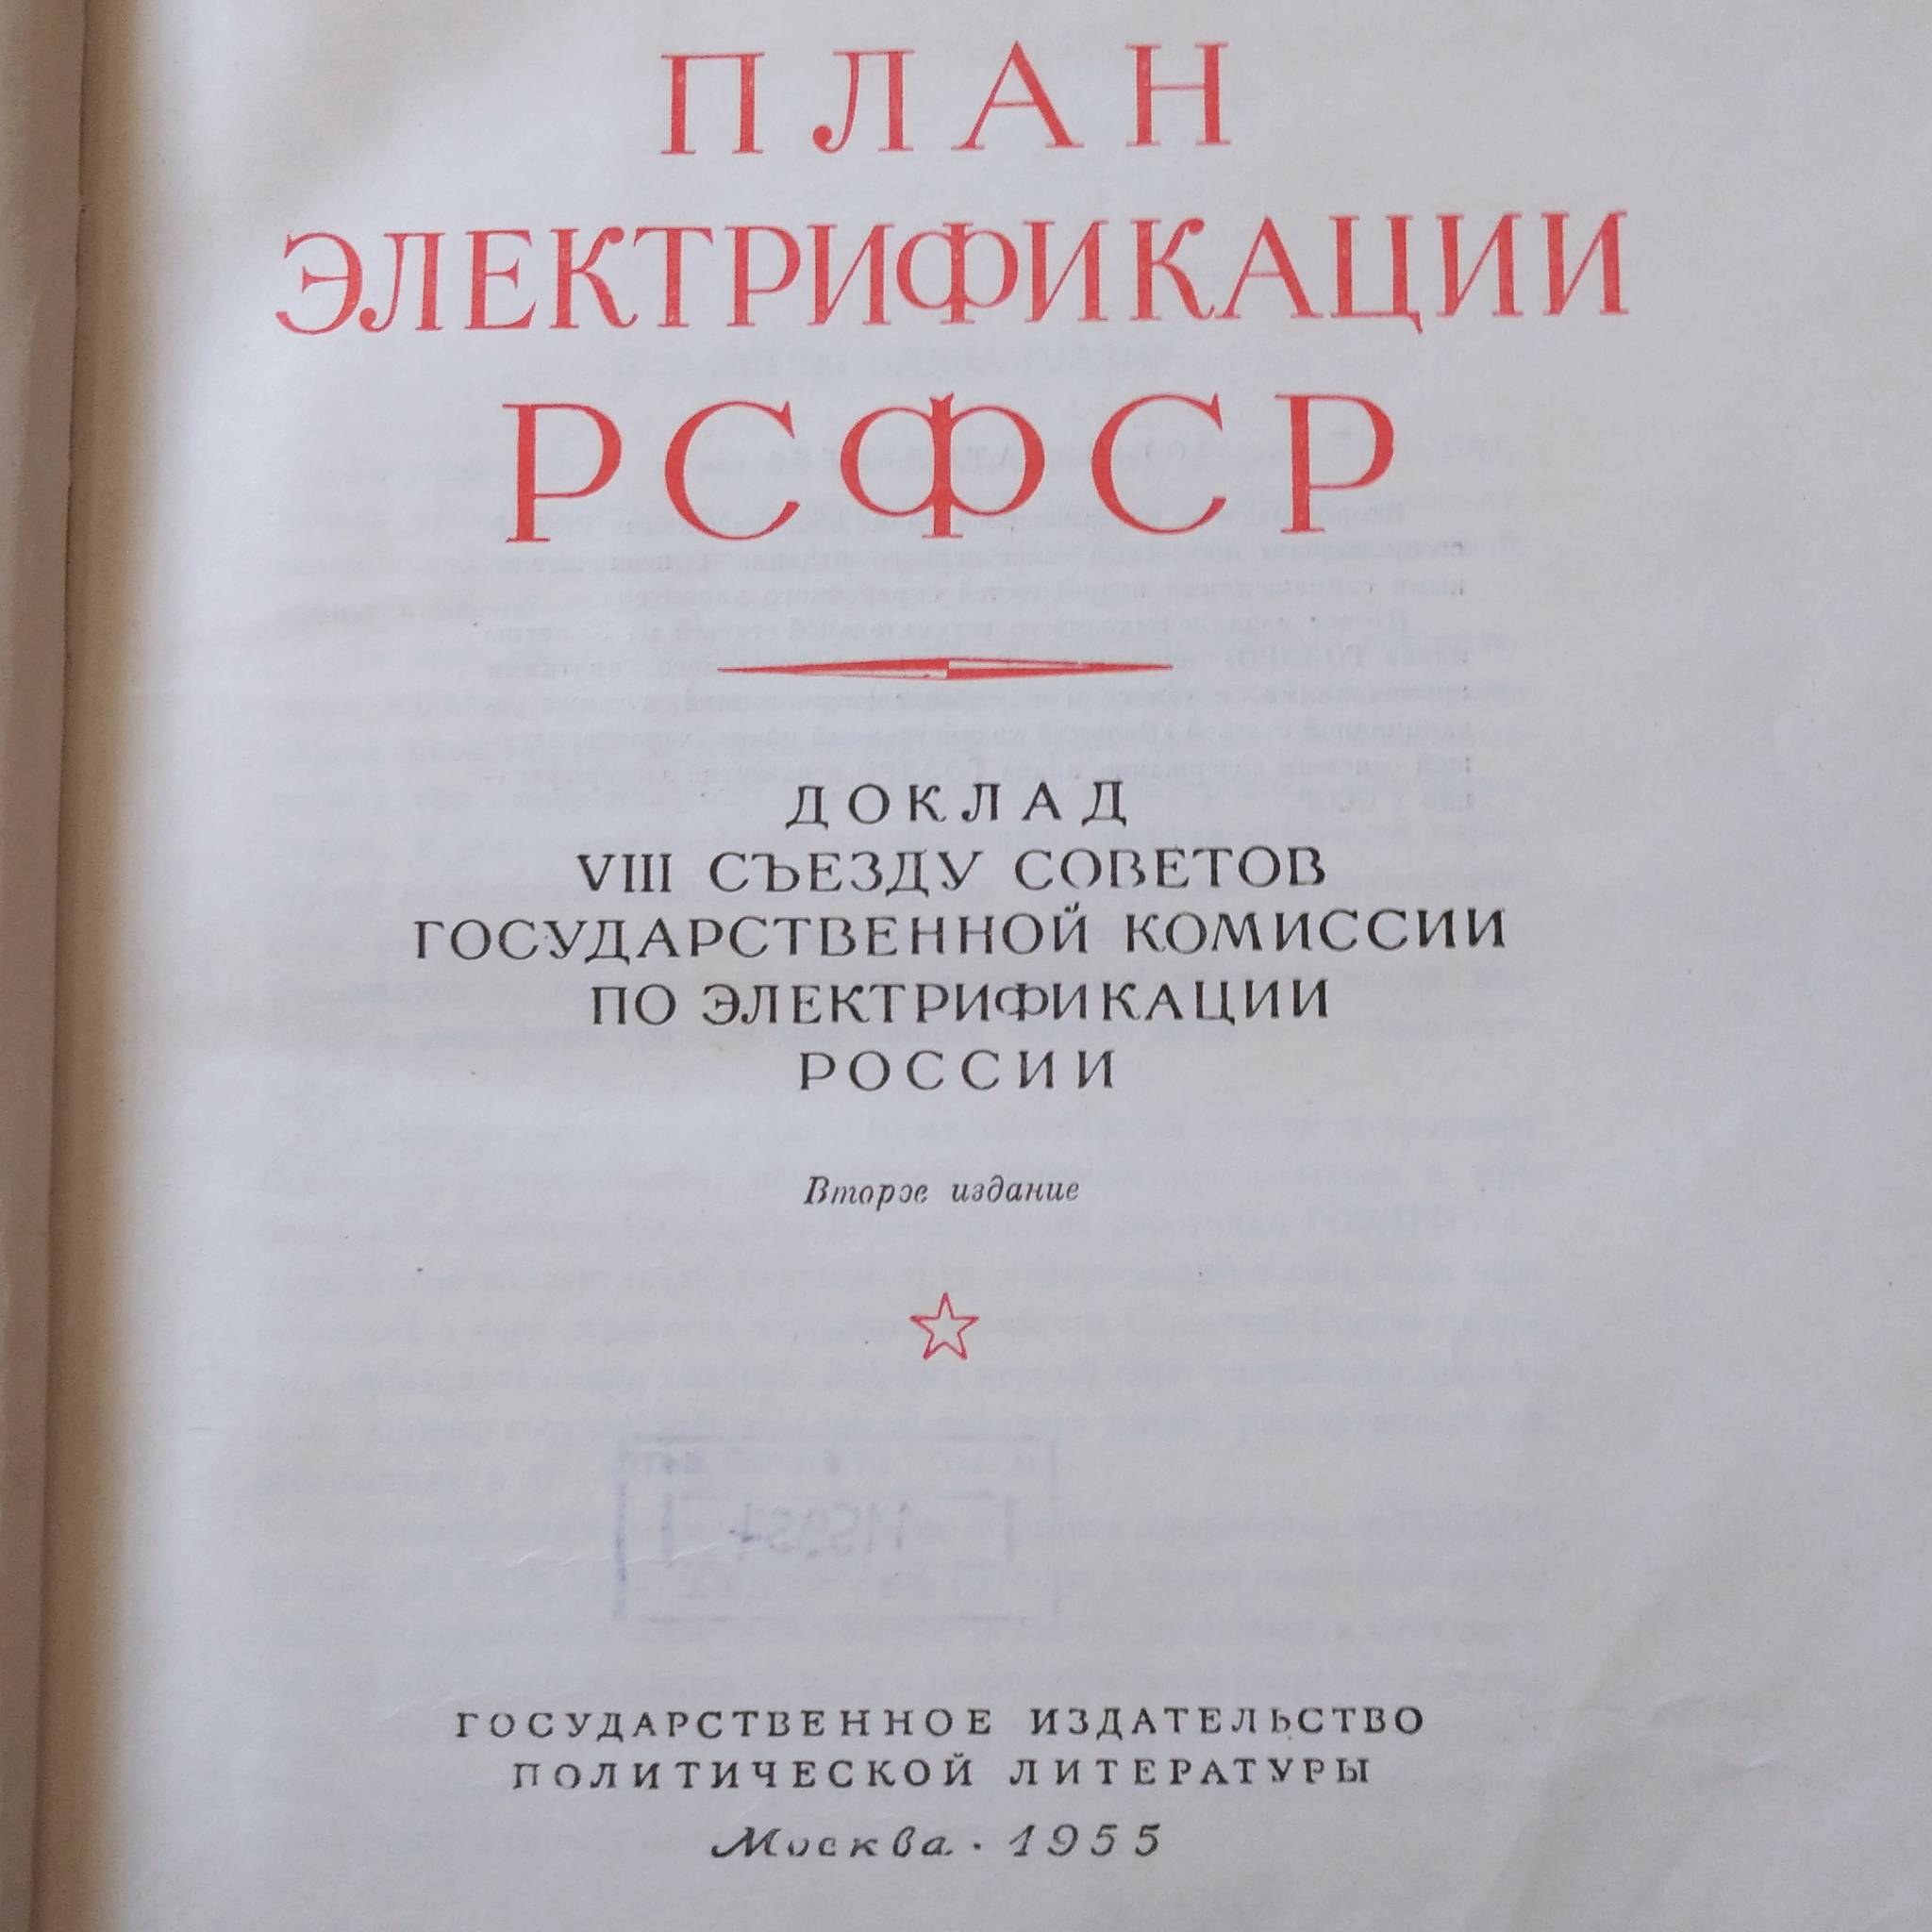 ПЛАН
ЭЛЕКТРИФИКАЦИИ
РСФСР
ДОКЛАД
VIII СЪЕЗДУ СОВЕТОВ
ГОСУДАРСТВЕННОЙ КОМИССИИ
ПО ЭЛЕКТРИФИКАЦИИ
РОССИИ
Второе издание
ГОСУДАРСТВЕННОЕ ИЗДАТЕЛЬСТВО
ПОЛИТИЧЕСКОЙ ЛИТЕРАТУРЫ
Москва · 1955